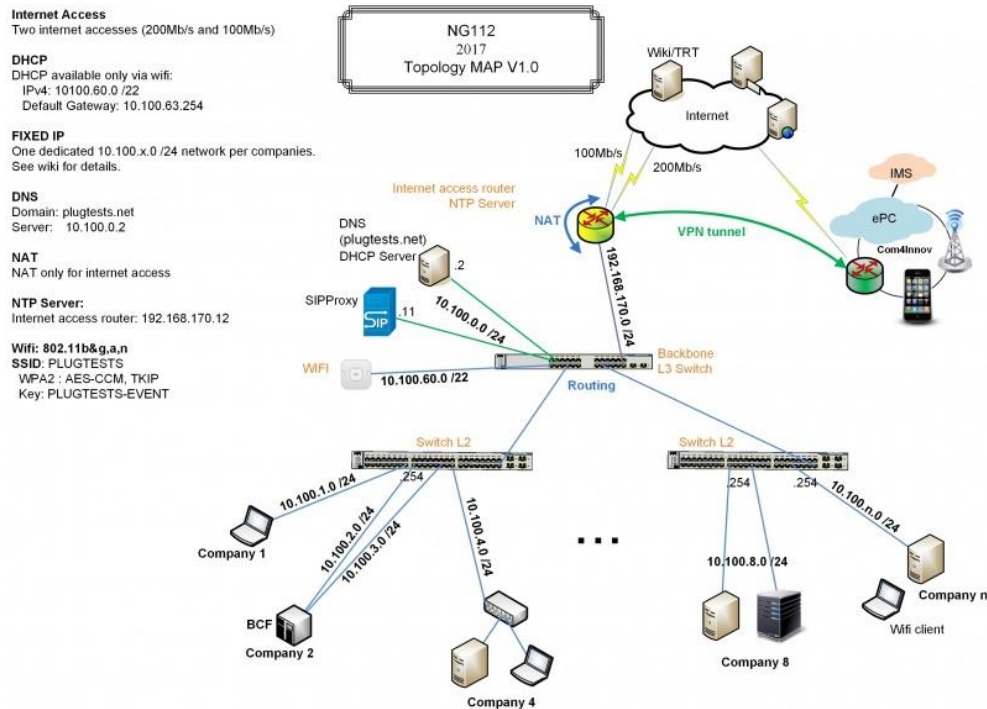 Internet Access
Two internet accesses (200Mb/s and 100Mb/s)
DHCP
DHCP available only via wifi:
IPv4: 10100.60.0 /22
Default Gateway: 10.100.63.254
FIXED IP
One dedicated 10.100.x.0 /24 network per companies.
See wiki for details.
DNS
Domain: plugtests.net
Server: 10.100.0.2
NAT
NAT only for internet access
NTP Server:
Internet access router: 192.168.170.12
Wifi: 802.11b&g,a,n
SSID: PLUGTESTS
WPA2 : AES-CCM, TKIP
Key: PLUGTESTS-EVENT
NG112
2017
Topology MAP V1.0
Wiki/TRT
Internet
100Mb/s
200Mb/s
Internet access router
NTP Server
NAT
VPN tunnel
IMS
ePC
Com4Innov
192.168.170.0 /24
DNS
(plugtests.net)
DHCP Server
.2
SIPProxy
SIP
.11
10.100.0.0 /24
WIFI
10.100.60.0 /22
Backbone
L3 Switch
Routing
Switch L2
.254
10.100.1.0 /24
Company 1
10.100.2.0 /24
10.100.3.0 /24
BCF
Company 2
10.100.4.0 /24
Company 4
...
Switch L2
.254
.254
10.100.8.0 /24
Company 8
10.100.n.0 /24
Company n
Wifi client